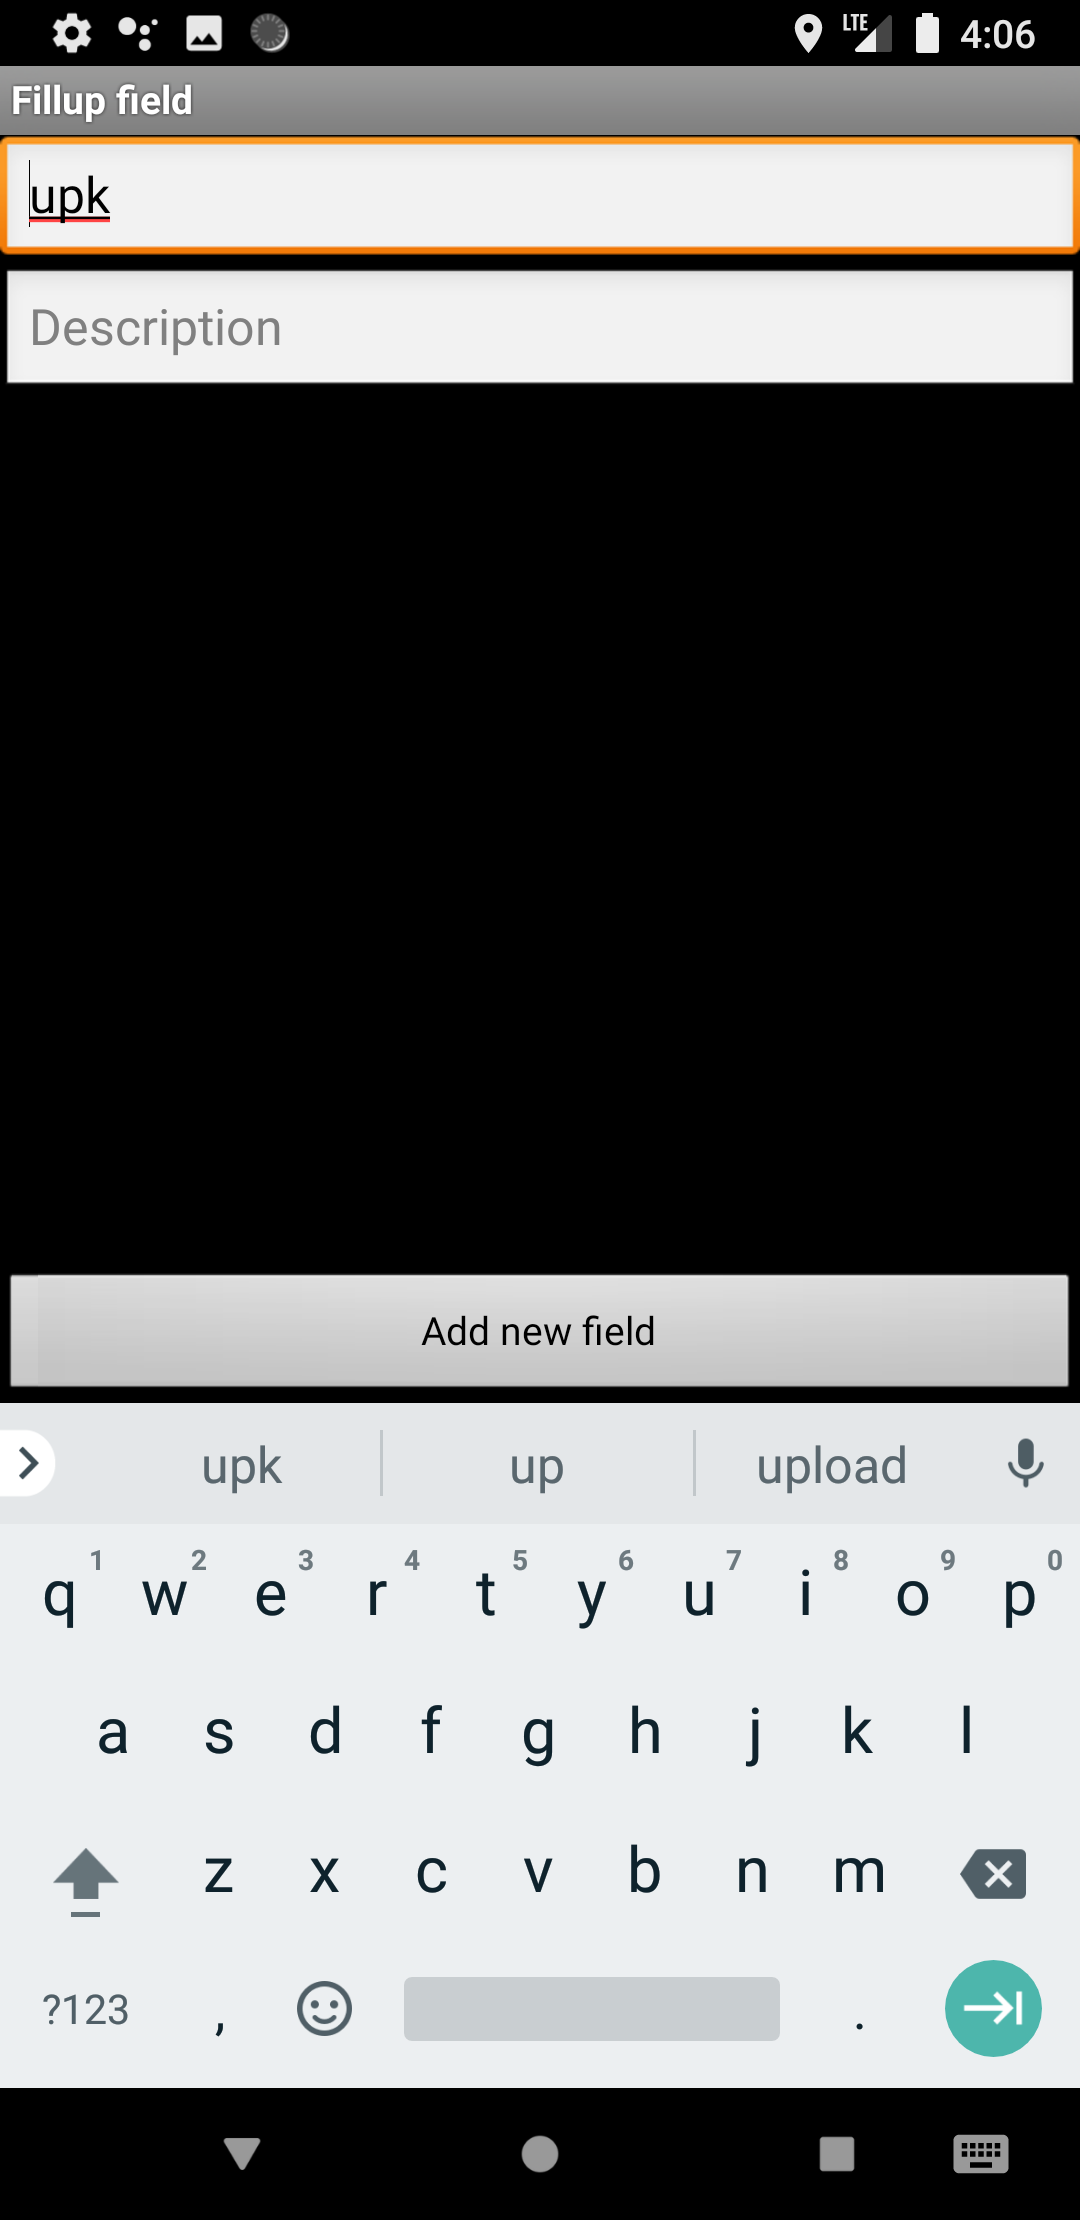 LTE 4:06
Fillup field
upk
Description
Add new field
upk up upload
1 2 3 4 5 6 7 8 9 0
q w e r t y u i o p
a s d f g h j k l
z x c v b n m
?123 , .